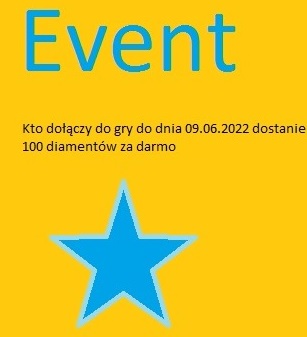 Event
Kto dołączy do gry do dnia 09.06.2022 dostanie
100 diamentów za darmo